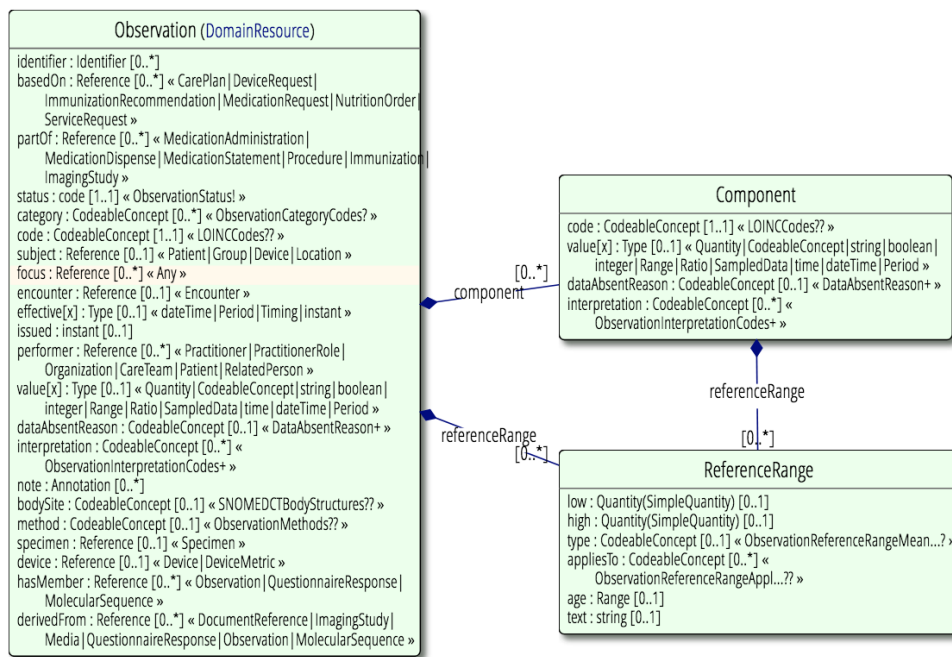 Observation (DomainResource)
identifier : Identifier [0..*]
basedOn : Reference [0..*] « CarePlan|DeviceRequest|
ImmunizationRecommendation|MedicationRequest|NutritionOrder|
ServiceRequest »
partOf : Reference [0..*] « MedicationAdministration|
MedicationDispense|MedicationStatement|Procedure|Immunization|
ImagingStudy »
status : code [1..1] « ObservationStatus! »
category : CodeableConcept [0..*] « ObservationCategoryCodes? »
code : CodeableConcept [1..1] « LOINCCodes?? »
subject : Reference [0..1] « Patient|Group|Device|Location »
focus : Reference [0..*] « Any »
encounter : Reference [0..1] « Encounter »
effective[x] : Type [0..1] « dateTime|Period|Timing|instant »
issued : instant [0..1]
performer : Reference [0..*] « Practitioner|PractitionerRole|
Organization|CareTeam|Patient|RelatedPerson »
value[x] : Type [0..1] « Quantity|CodeableConcept|string|boolean|
integer|Range|Ratio|SampledData|time|dateTime|Period »
dataAbsentReason : CodeableConcept [0..1] « DataAbsentReason+ »
interpretation : CodeableConcept [0..*] «
ObservationInterpretationCodes+ »
note : Annotation [0..*]
bodySite : CodeableConcept [0..1] « SNOMEDCTBodyStructures?? »
method : CodeableConcept [0..1] « ObservationMethods?? »
specimen : Reference [0..1] « Specimen »
device : Reference [0..1] « Device|DeviceMetric »
hasMember : Reference [0..*] « Observation|QuestionnaireResponse|
MolecularSequence »
derivedFrom : Reference [0..*] « DocumentReference|ImagingStudy|
Media|QuestionnaireResponse|Observation|MolecularSequence »
component
[0..*]
referenceRange
[0..*]
Component
code : CodeableConcept [1..1] « LOINCCodes?? »
value[x] : Type [0..1] « Quantity|CodeableConcept|string|boolean|
integer|Range|Ratio|SampledData|time|dateTime|Period »
dataAbsentReason : CodeableConcept [0..1] « DataAbsentReason+ »
interpretation : CodeableConcept [0..*] «
ObservationInterpretationCodes+ »
referenceRange
[0..*]
ReferenceRange
low : Quantity(SimpleQuantity) [0..1]
high : Quantity(SimpleQuantity) [0..1]
type : CodeableConcept [0..1] « ObservationReferenceRangeMean...? »
appliesTo : CodeableConcept [0..*] «
ObservationReferenceRangeAppl...?? »
age : Range [0..1]
text : string [0..1]